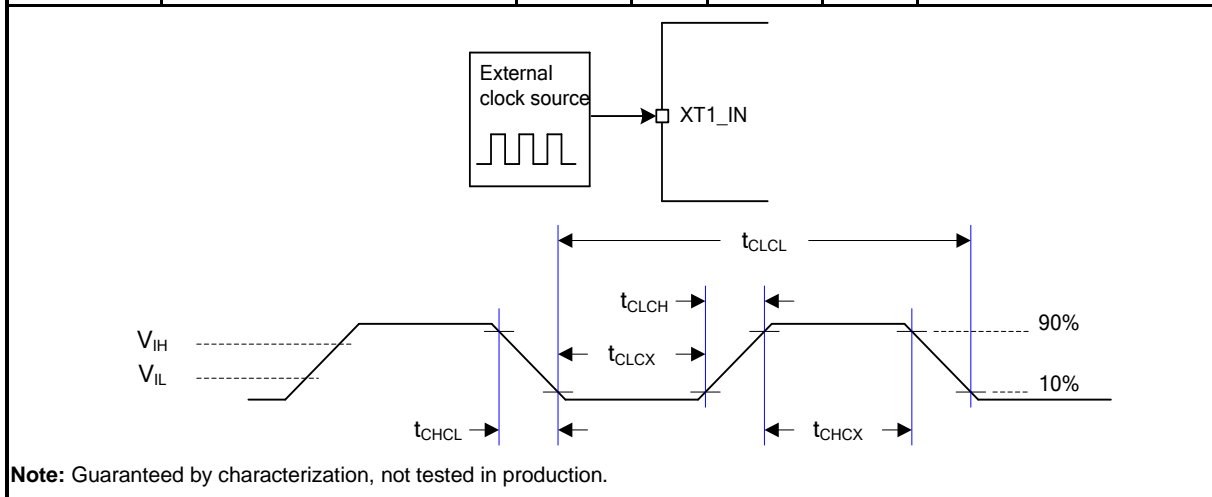 External
clock source
XT1_IN
tCLCL
tCLCH
VIH
90%
tCLCX
VIL
10%
tCHCL
tCHCX
Note: Guaranteed by characterization, not tested in production.